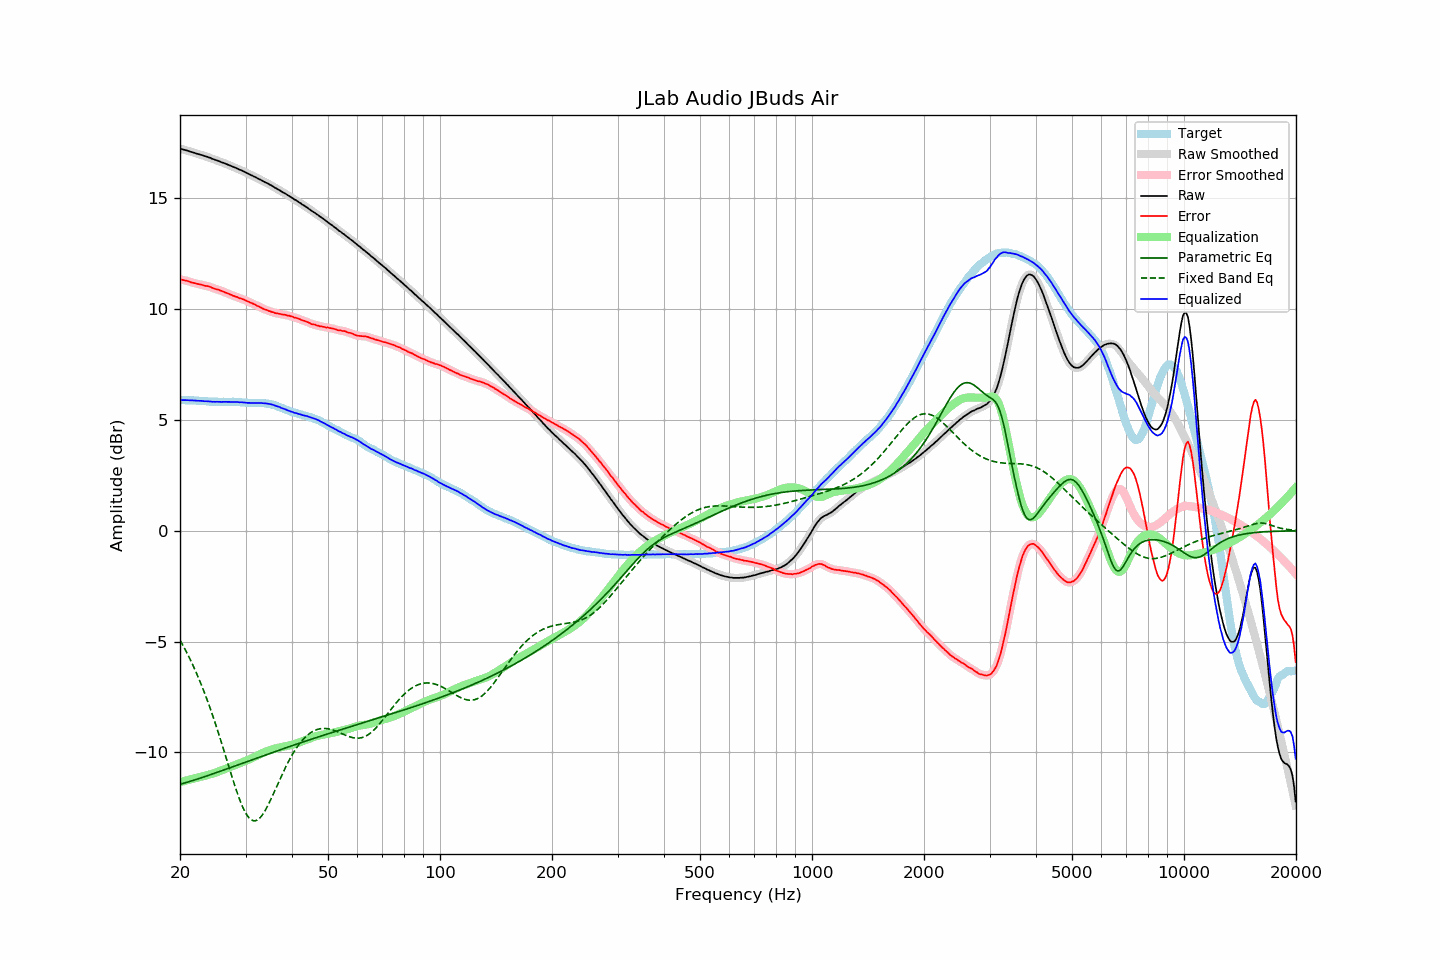 JLab Audio JBuds Air
Target
Raw Smoothed
Error Smoothed
Raw
Error
Equalization
Parametric Eq
Fixed Band Eq
Equalized
Amplitude (dBr)
15
10
5
0
−5
−10
20
50
100
200
500
1000
2000
5000
10000
20000
Frequency (Hz)